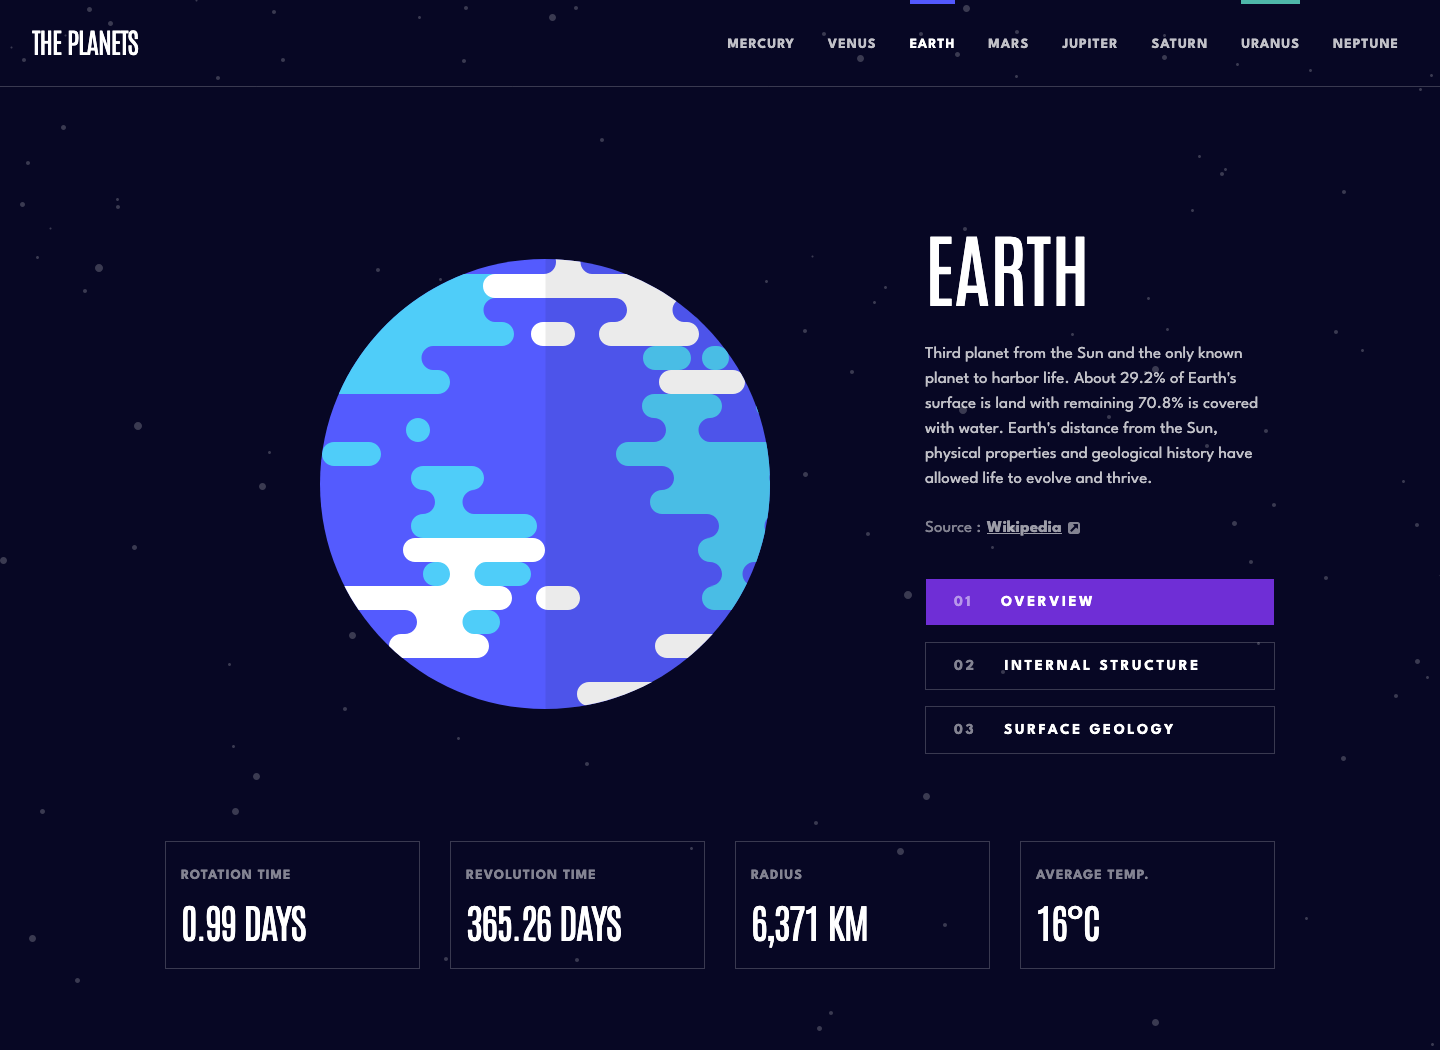 THE PLANETS
MERCURY VENUS EARTH MARS JUPITER SATURN URANUS NEPTUNE
EARTH
Third planet from the Sun and the only known
planet to harbor life. About 29.2% of Earth's
surface is land with remaining 70.8% is covered
with water. Earth's distance from the Sun,
physical properties and geological history have
allowed life to evolve and thrive.
Source : Wikipedia
01 OVERVIEW
02 INTERNAL STRUCTURE
03 SURFACE GEOLOGY
ROTATION TIME
0.99 DAYS
REVOLUTION TIME
365.26 DAYS
RADIUS
6,371 KM
AVERAGE TEMP.
16°C